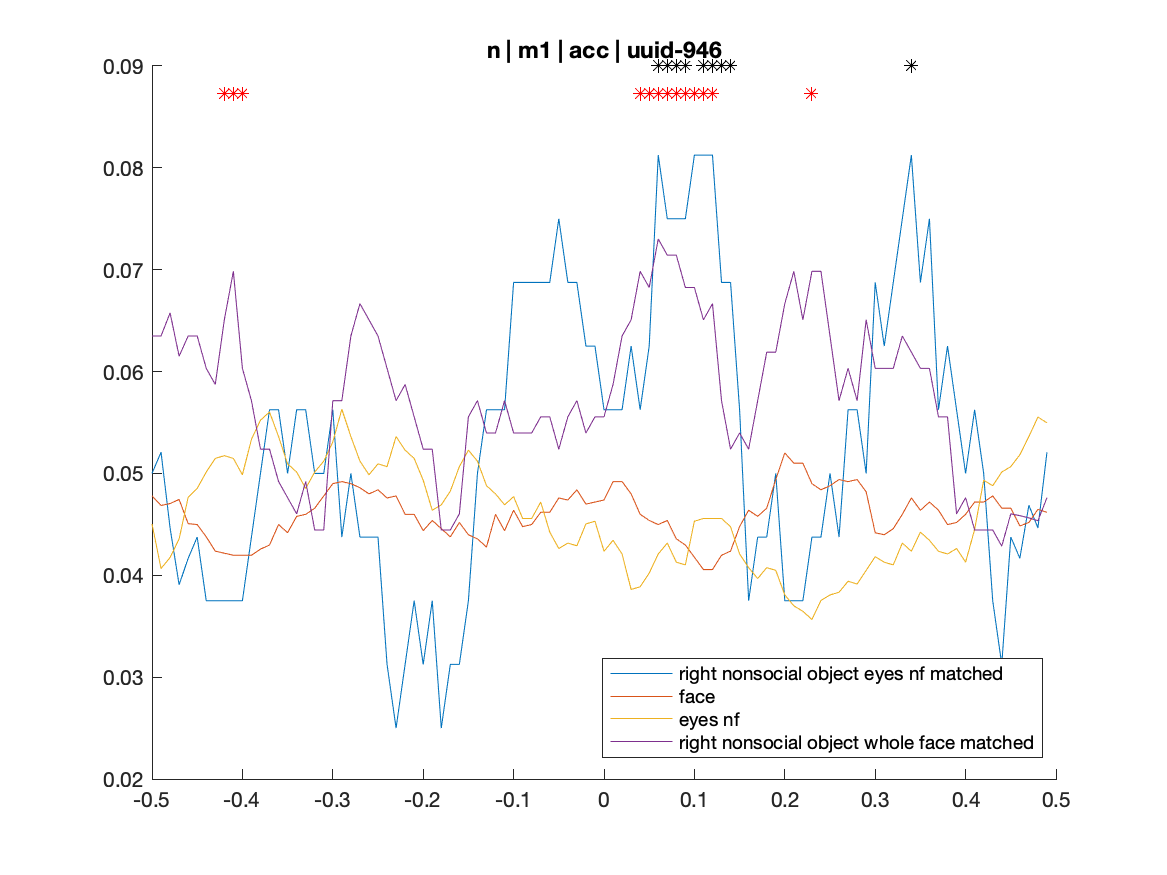 n | m1 | acc | uuid-946
0.09
0.08
0.07
0.06
0.05
0.04
0.03
0.02
-0.5 -0.4 -0.3 -0.2 -0.1 0 0.1 0.2 0.3 0.4 0.5
right nonsocial object eyes nf matched
face
eyes nf
right nonsocial object whole face matched